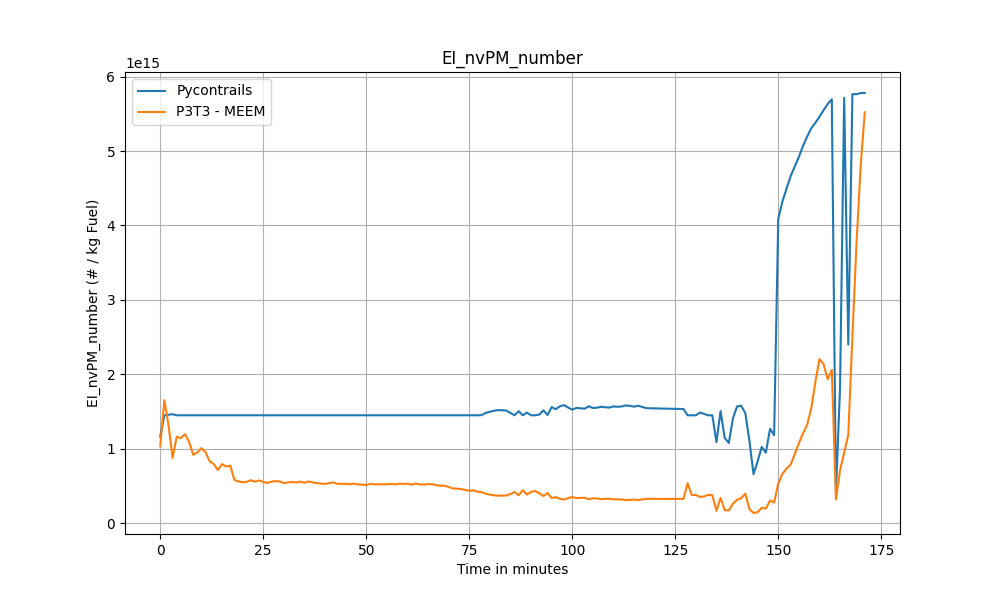 EI_nvPM_number
1e15
Pycontrails
P3T3 - MEEM
6
5
4
3
2
1
0
EI_nvPM_number (# / kg Fuel)
0 25 50 75 100 125 150 175
Time in minutes